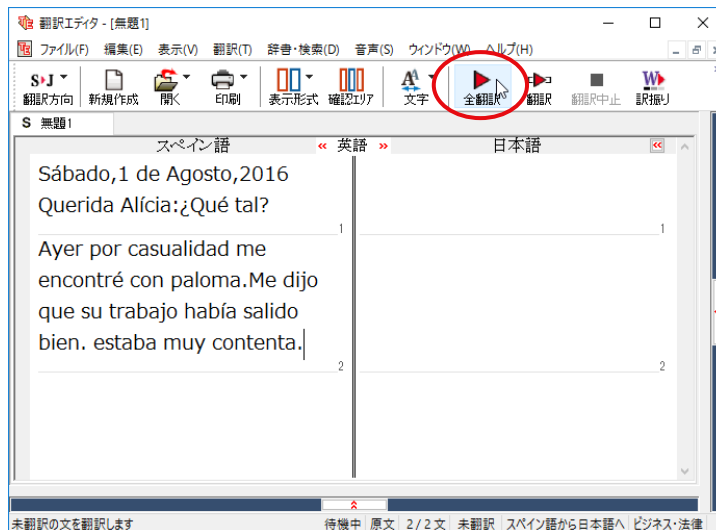 翻訳エディタ - [無題1]
ファイル(F) 編集(E) 表示(V) 翻訳(T) 辞書・検索(D) 音声(S) ウィンドウ(W) ヘルプ(H)
S J
翻訳方向 新規作成 開く 印刷 表示形式 確認エリア 文字 全翻訳 翻訳 翻訳中止 訳振り
S 無題1
スペイン語 « 英語 » 日本語 «
Sábado,1 de Agosto,2016
Querida Alícia:¿Qué tal?
1 1
Ayer por casualidad me
encontré con paloma.Me dijo
que su trabajo había salido
bien. estaba muy contenta.
2 2
未翻訳の文を翻訳します 待機中 原文 2/2文 未翻訳 スペイン語から日本語へ ビジネス・法律